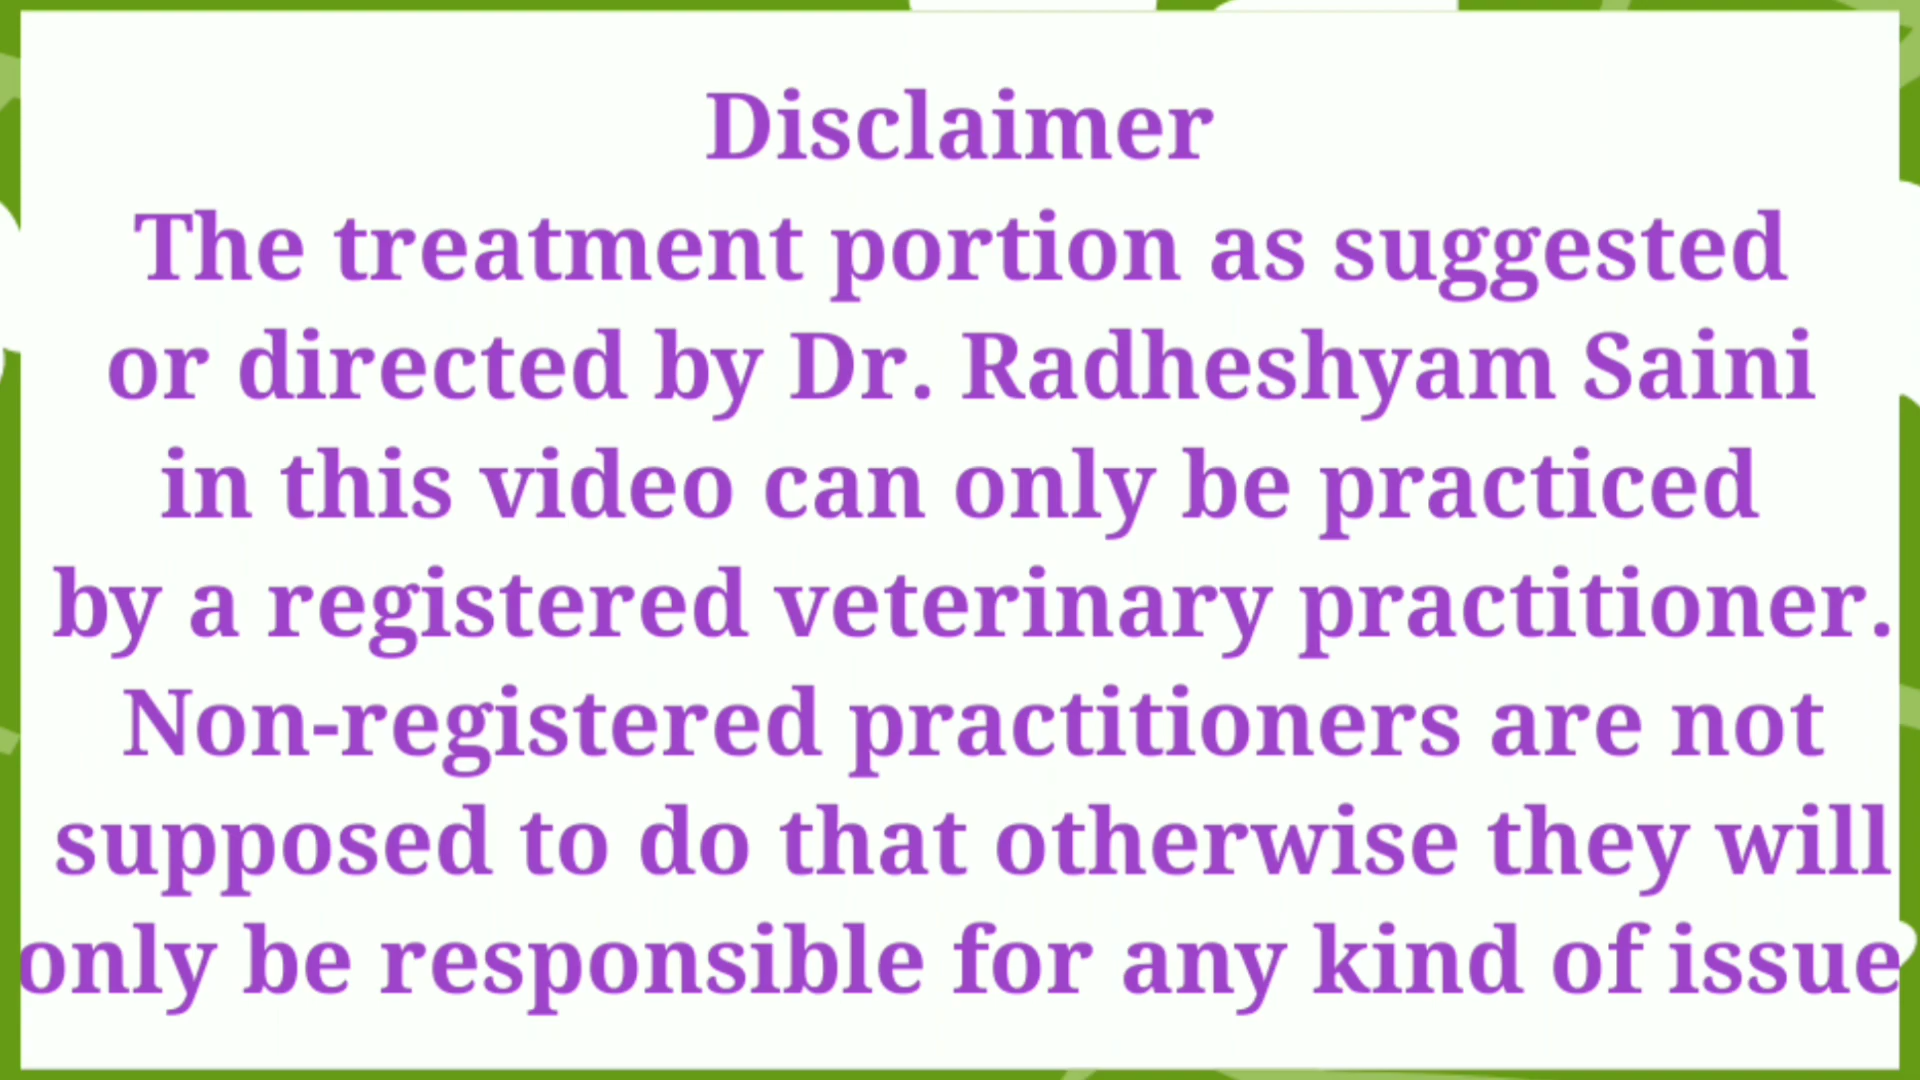 Disclaimer
The treatment portion as suggested
or directed by Dr. Radheshyam Saini
in this video can only be practiced
by a registered veterinary practitioner.
Non-registered practitioners are not
supposed to do that otherwise they will
only be responsible for any kind of issue